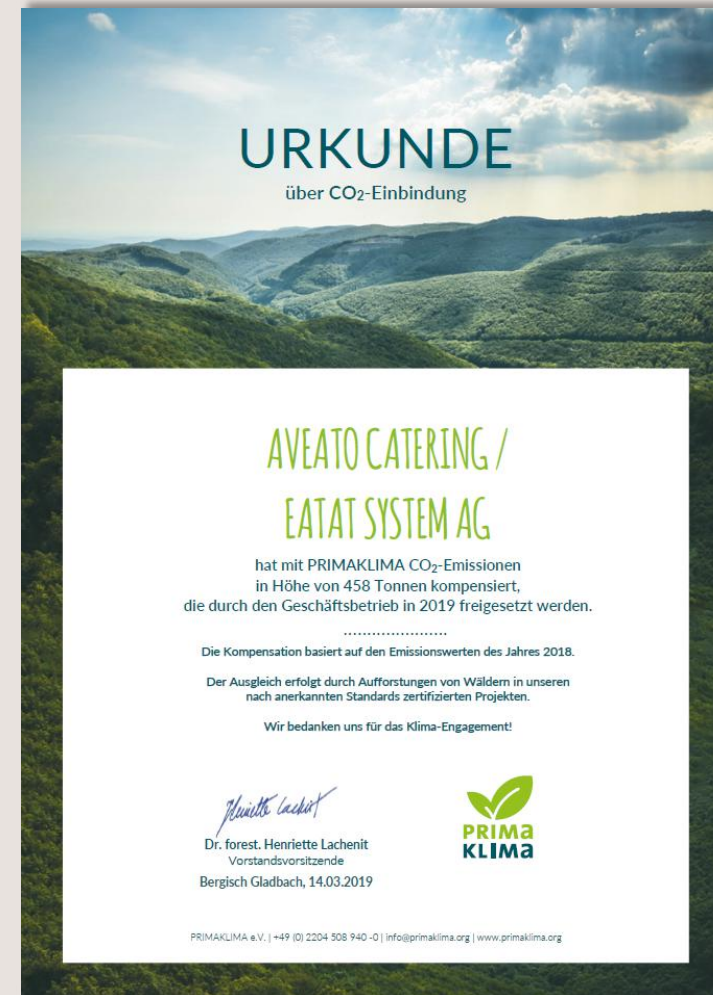 URKUNDE
über CO₂-Einbindung
AVEATO CATERING /
EATAT SYSTEM AG
hat mit PRIMAKLIMA CO₂-Emissionen
in Höhe von 458 Tonnen kompensiert,
die durch den Geschäftsbetrieb in 2019 freigesetzt werden.
......................
Die Kompensation basiert auf den Emissionswerten des Jahres 2018.
Der Ausgleich erfolgt durch Aufforstungen von Wäldern in unseren
nach anerkannten Standards zertifizierten Projekten.
Wir bedanken uns für das Klima-Engagement!
Henriette Lachenit
Dr. forest. Henriette Lachenit
Vorstandsvorsitzende
Bergisch Gladbach, 14.03.2019
PRIMa
KLIMa
PRIMAKLIMA e.V. | +49 (0) 2204 508 940 -0 | info@primaklima.org | www.primaklima.org